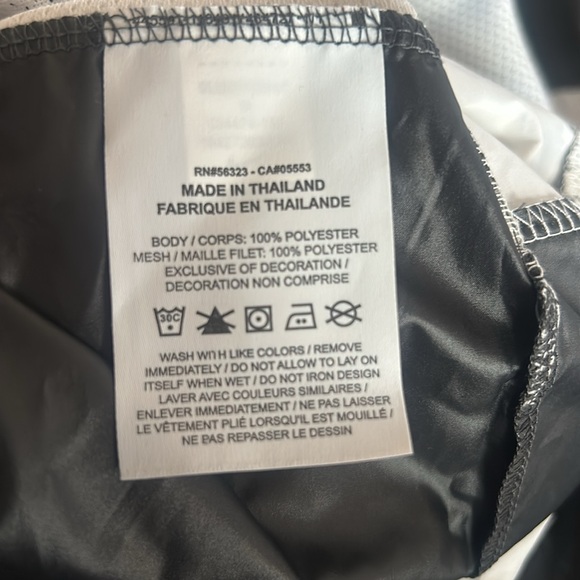 RN#56323 - CA#05553
MADE IN THAILAND
FABRIQUE EN THAILANDE
BODY / CORPS: 100% POLYESTER
MESH / MAILLE FILET: 100% POLYESTER
EXCLUSIVE OF DECORATION /
DECORATION NON COMPRISE
30C
WASH WITH LIKE COLORS / REMOVE
IMMEDIATELY / DO NOT ALLOW TO LAY ON
ITSELF WHEN WET / DO NOT IRON DESIGN
LAVER AVEC COULEURS SIMILAIRES /
ENLEVER IMMEDIATEMENT / NE PAS LAISSER
LE VÊTEMENT PLIÉ LORSQU'IL EST MOUILLÉ /
NE PAS REPASSER LE DESSIN